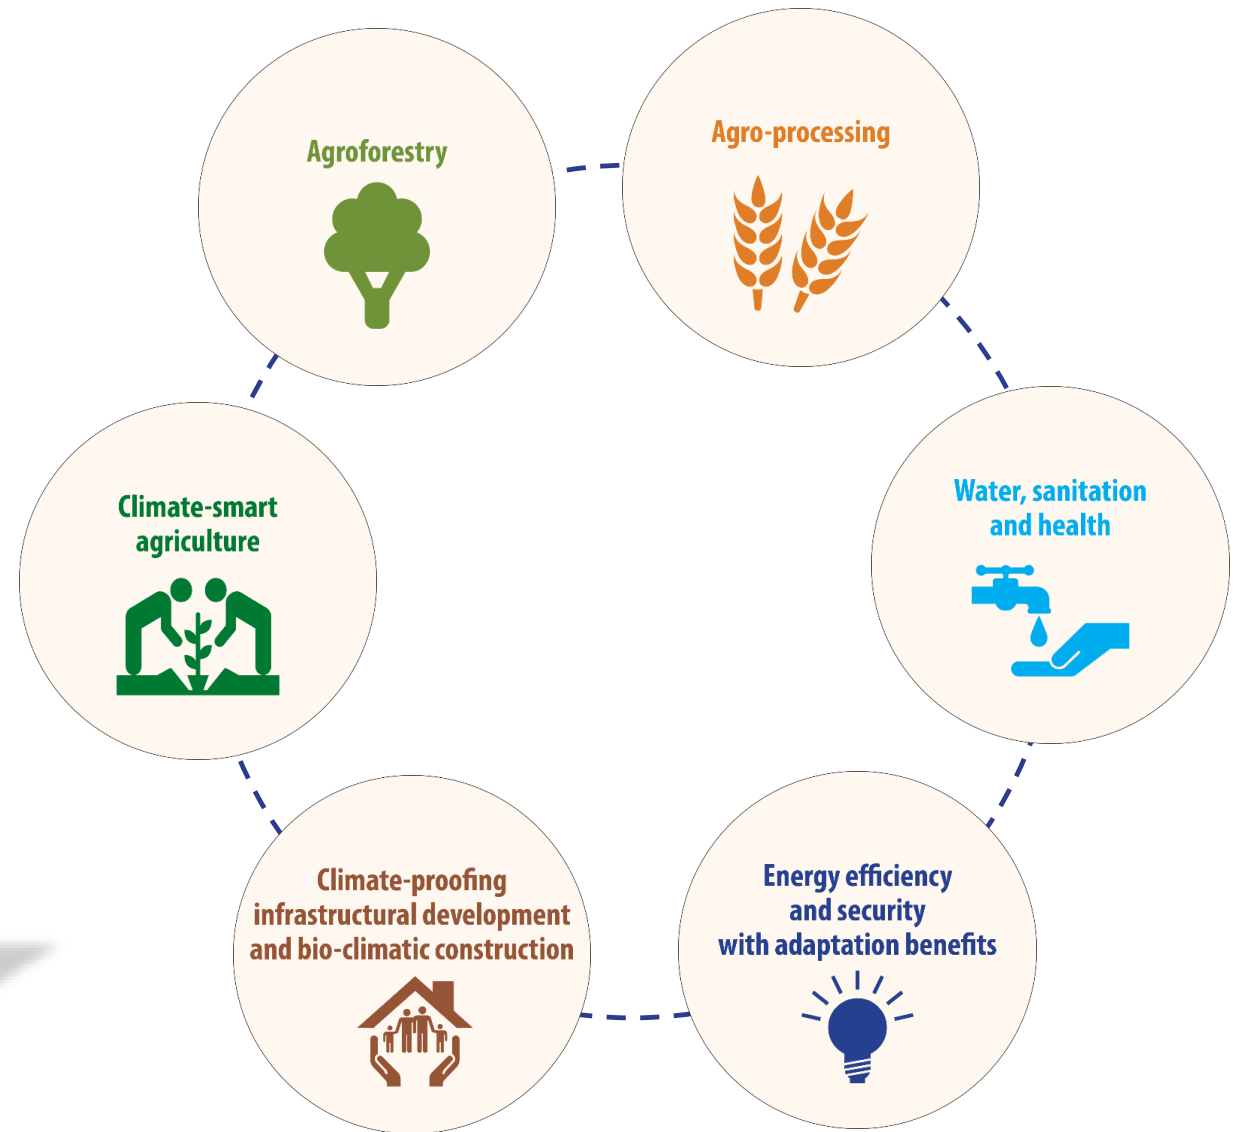 Agroforestry
Agro-processing
Climate-smart
agriculture
Water, sanitation
and health
Climate-proofing
infrastructural development
and bio-climatic construction
Energy efficiency
and security
with adaptation benefits